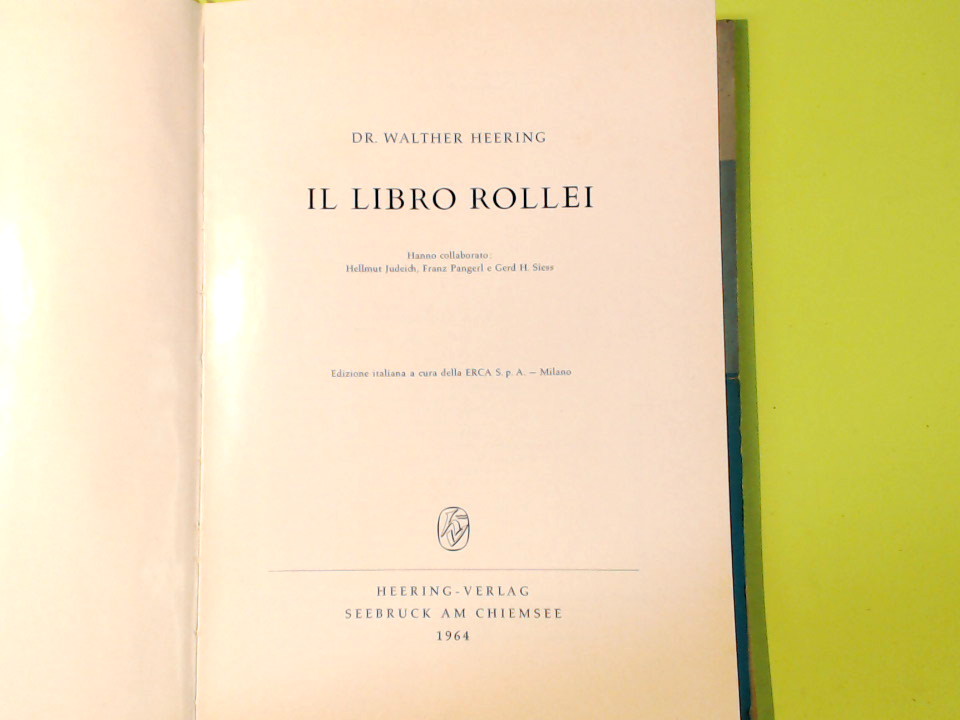 DR. WALTHER HEERING
IL LIBRO ROLLEI
Hanno collaborato:
Hellmut Judeich, Franz Pangerl e Gerd H. Siess
Edizione italiana a cura della ERCA S. p. A. – Milano
HEERING-VERLAG
SEEBRUCK AM CHIEMSEE
1964